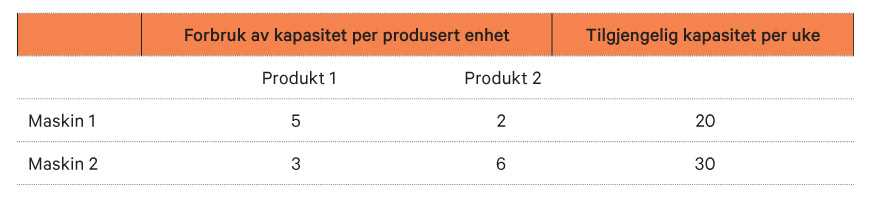 Forbruk av kapasitet per produsert enhet Tilgjengelig kapasitet per uke
Produkt 1 Produkt 2
Maskin 1 5 2 20
Maskin 2 3 6 30